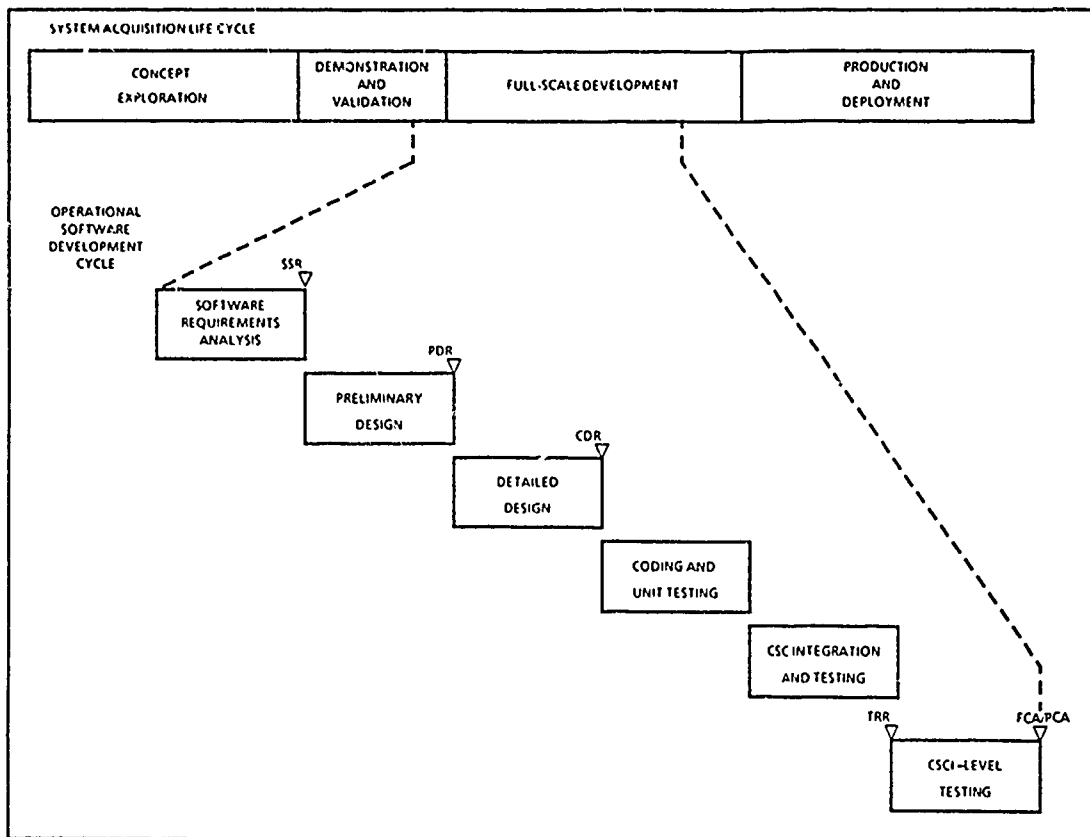 SYSTEM ACQUISITION LIFE CYCLE
CONCEPT
EXPLORATION
DEMONSTRATION
AND
VALIDATION
FULL-SCALE DEVELOPMENT
PRODUCTION
AND
DEPLOYMENT
OPERATIONAL
SOFTWARE
DEVELOPMENT
CYCLE
SSR
SOFTWARE
REQUIREMENTS
ANALYSIS
PDR
PRELIMINARY
DESIGN
CDR
DETAILED
DESIGN
CODING AND
UNIT TESTING
CSC INTEGRATION
AND TESTING
TRR
FCA/PCA
CSCI-LEVEL
TESTING